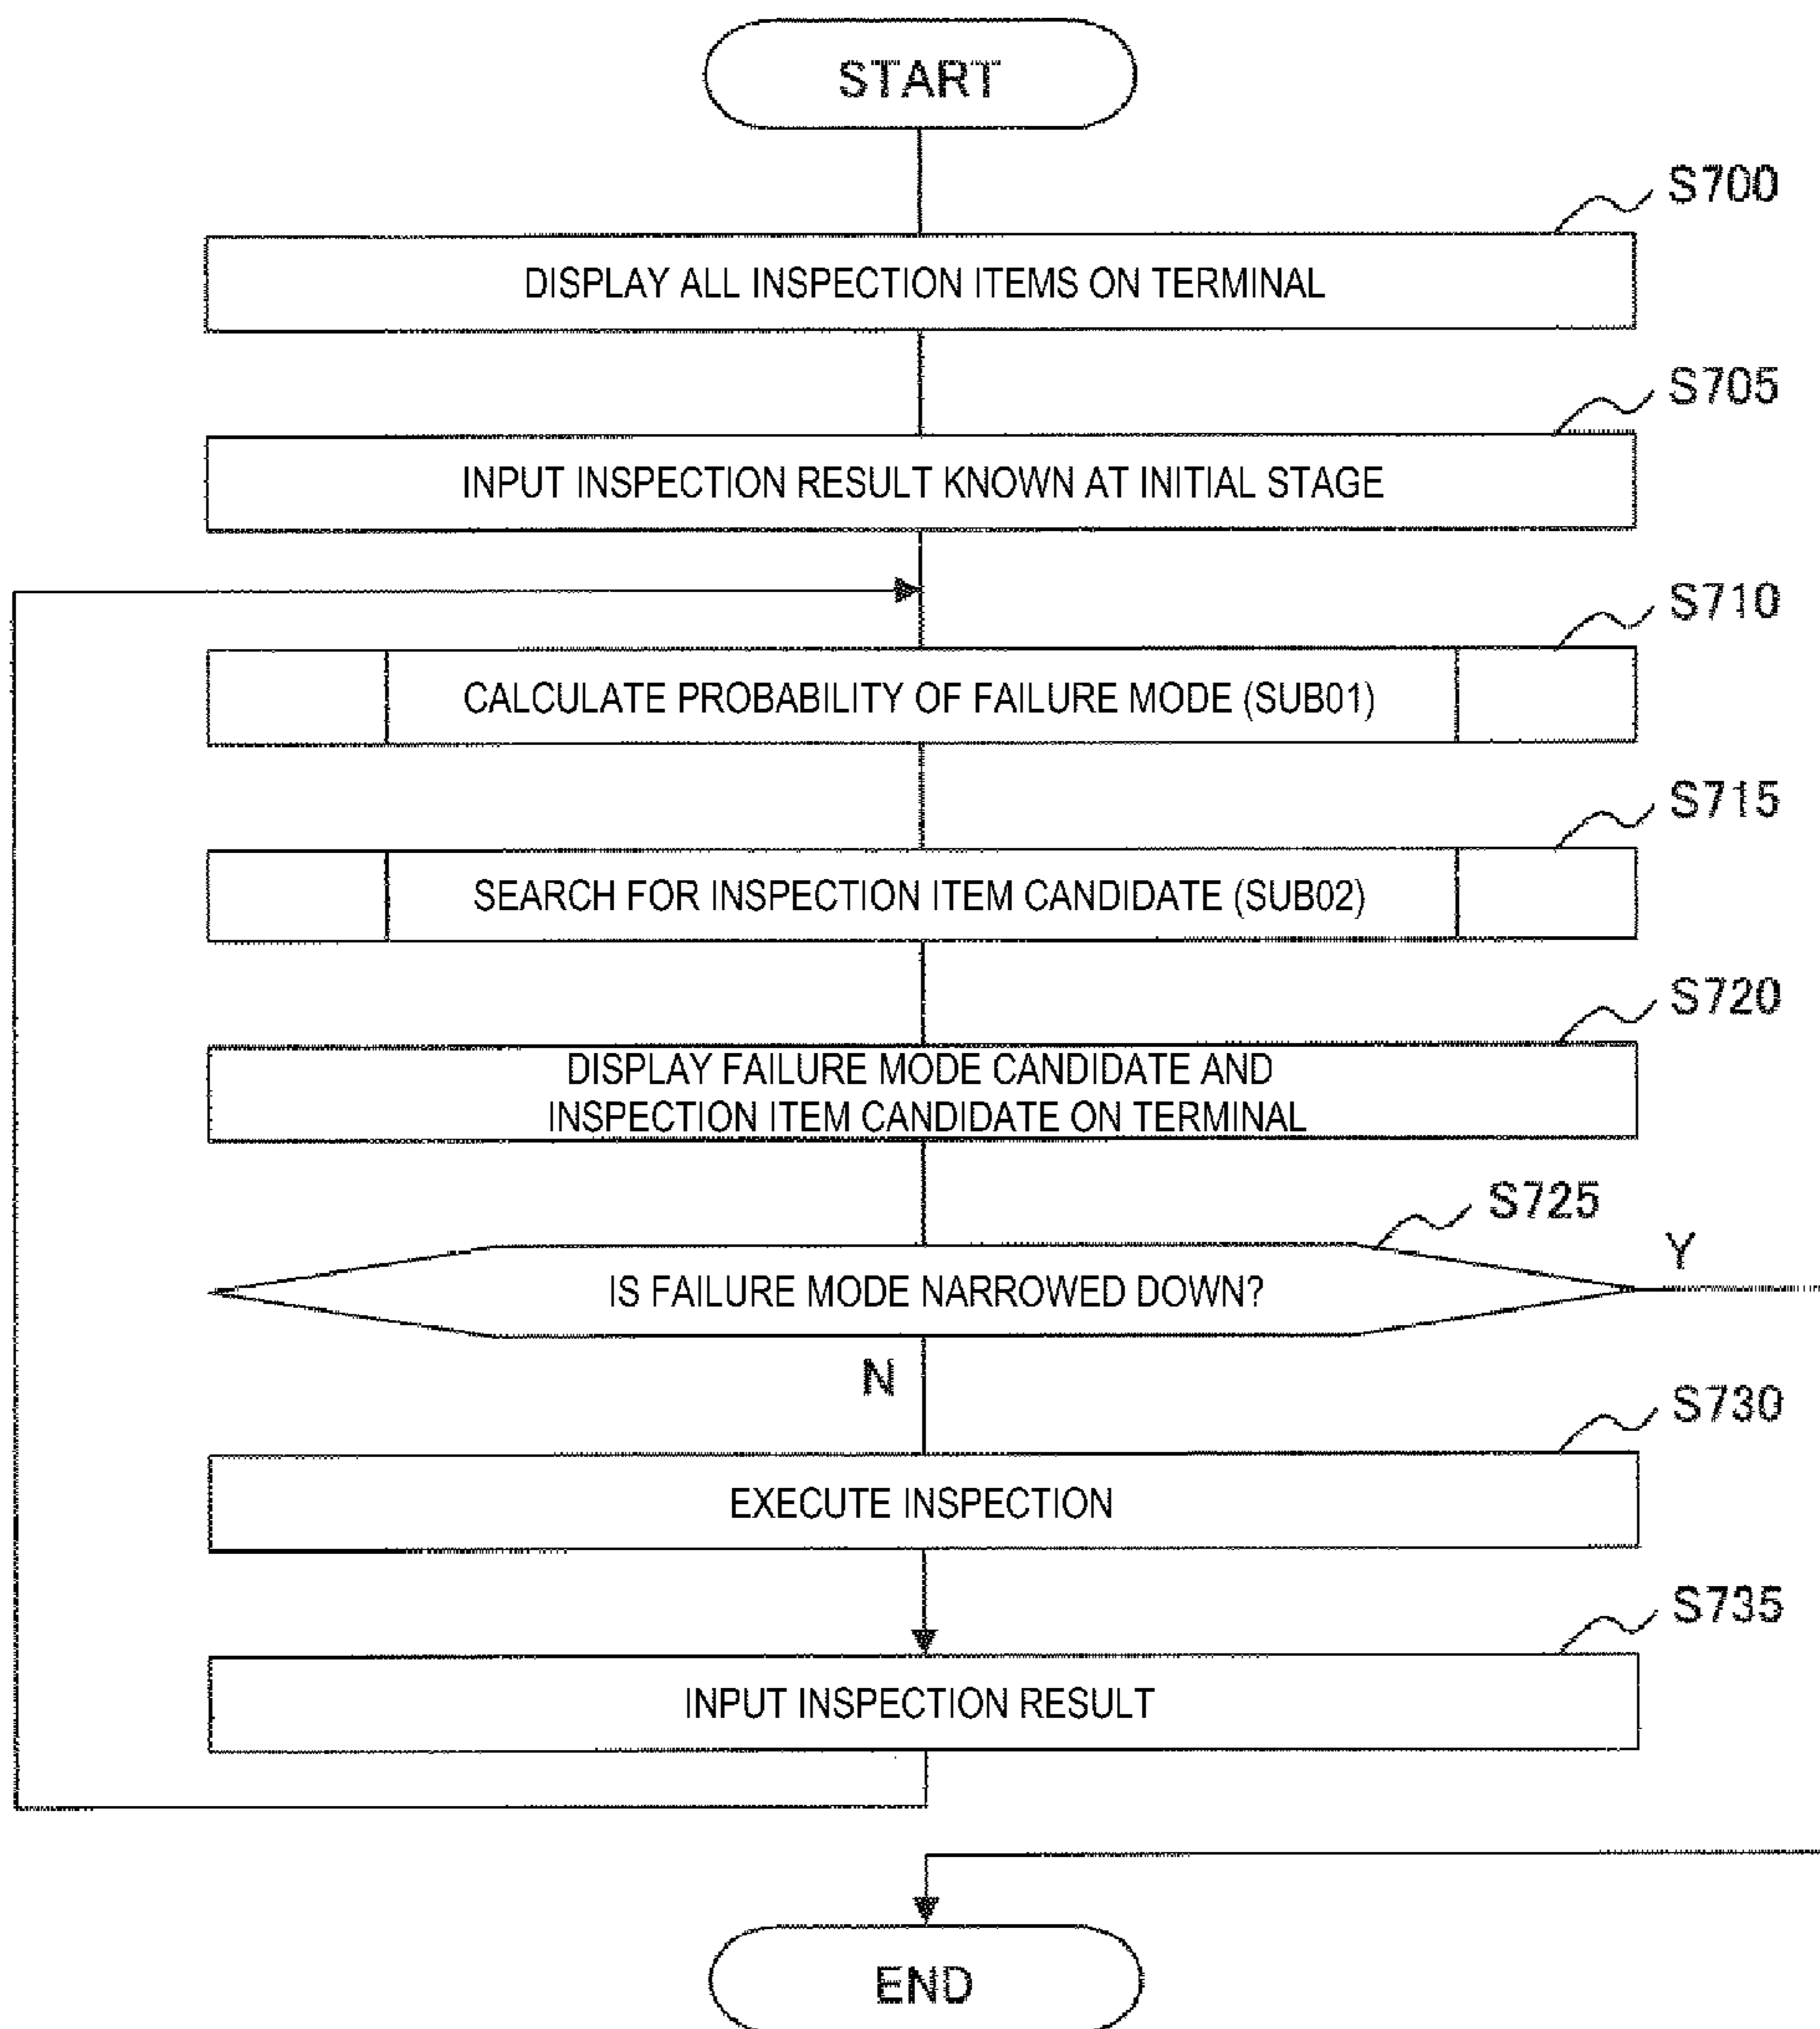 START
S700
DISPLAY ALL INSPECTION ITEMS ON TERMINAL
S705
INPUT INSPECTION RESULT KNOWN AT INITIAL STAGE
S710
CALCULATE PROBABILITY OF FAILURE MODE (SUB01)
S715
SEARCH FOR INSPECTION ITEM CANDIDATE (SUB02)
S720
DISPLAY FAILURE MODE CANDIDATE AND
INSPECTION ITEM CANDIDATE ON TERMINAL
S725
IS FAILURE MODE NARROWED DOWN?
Y
N
S730
EXECUTE INSPECTION
S735
INPUT INSPECTION RESULT
END